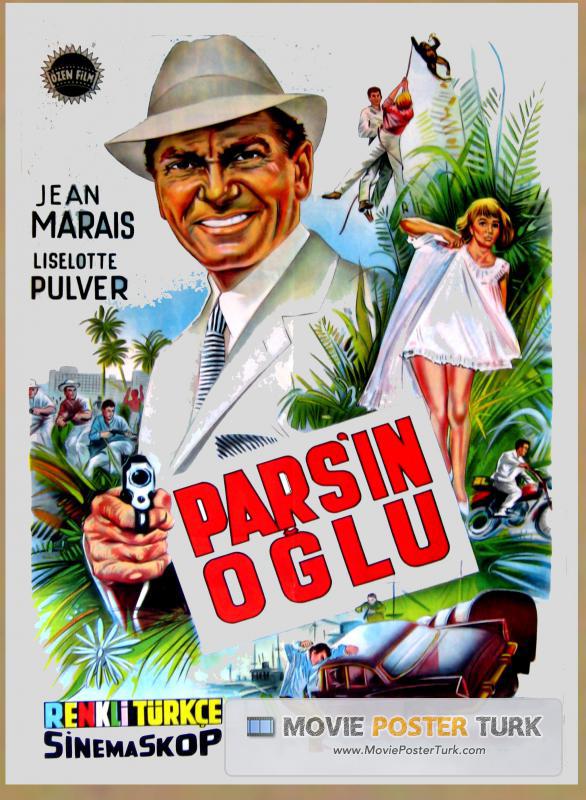 ÖZEN FİLM
JEAN
MARAIS
LISELOTTE
PULVER
PARS'IN
OĞLU
RENKLİ TÜRKÇE
SİNEMASKOP
MOVIE POSTER TURK
www.MoviePosterTurk.com